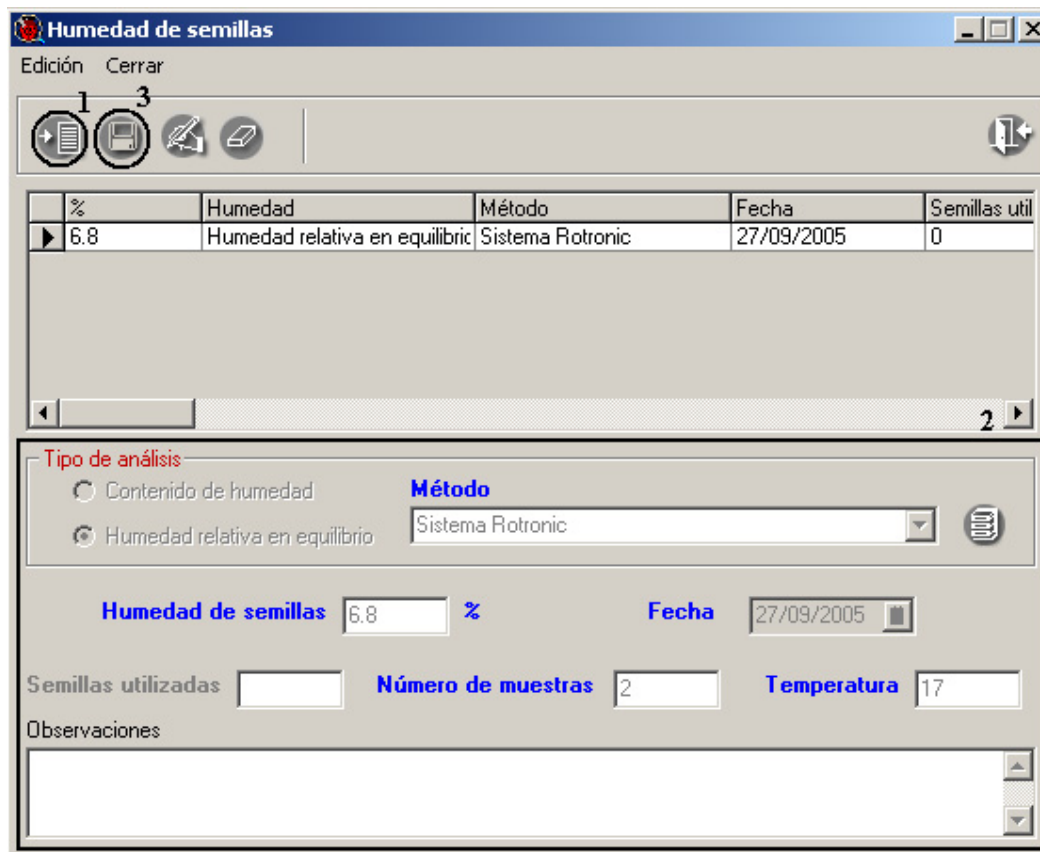 Humedad de semillas
Edición Cerrar
1 3
% Humedad Método Fecha Semillas util
6.8 Humedad relativa en equilibric Sistema Rotronic 27/09/2005 0
2
Tipo de análisis
Contenido de humedad Método
Humedad relativa en equilibrio Sistema Rotronic
Humedad de semillas 6.8 % Fecha 27/09/2005
Semillas utilizadas Número de muestras 2 Temperatura 17
Observaciones